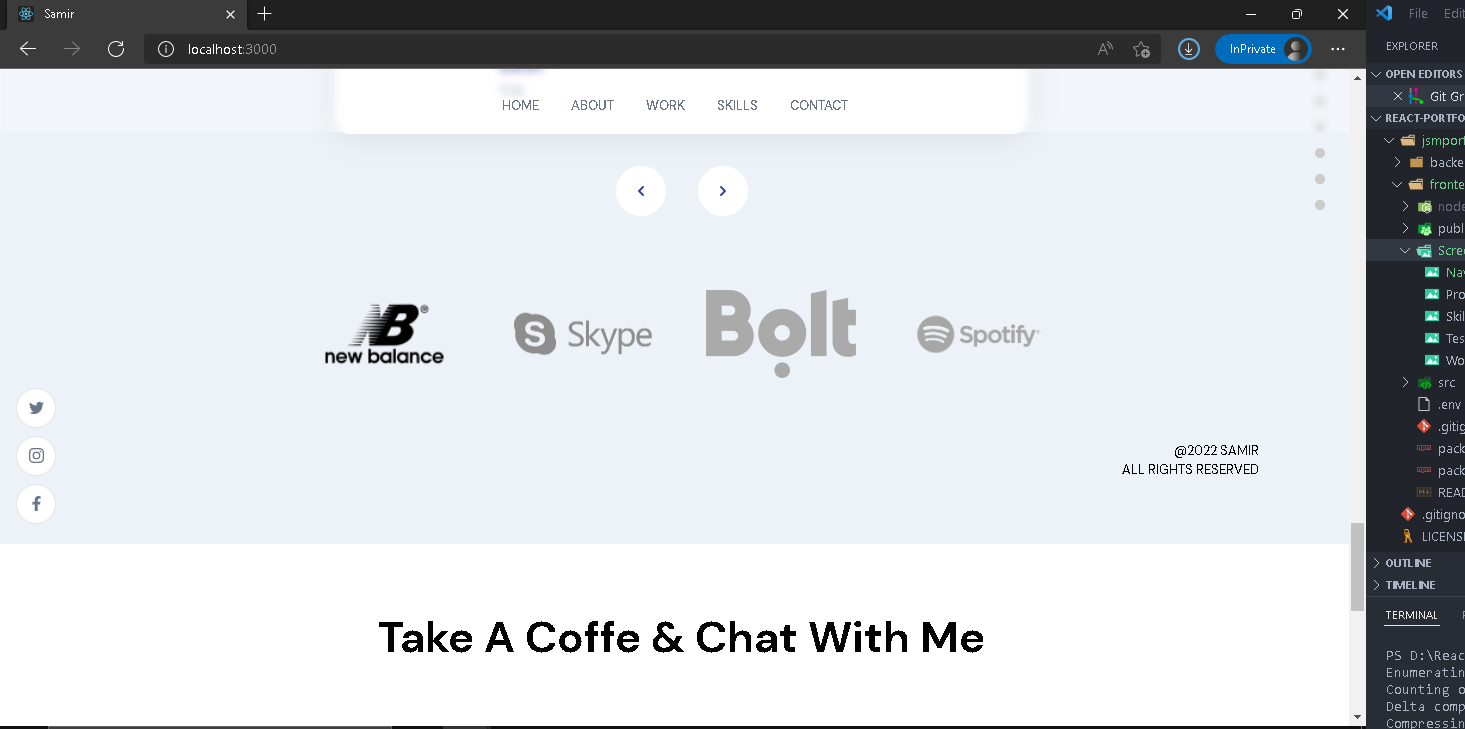 Samir
File Edit
localhost:3000
InPrivate
EXPLORER
OPEN EDITORS
Git Gr
REACT-PORTFO
jsmport
backe
fronte
node
publ
Scree
Nav
Pro
Skil
Tes
Wo
src
.env
.gitig
pack
pack
READ
.gitigno
LICENS
OUTLINE
TIMELINE
TERMINAL
PS D:\Reac
Enumeratin
Counting o
Delta comp
Compressin
HOME ABOUT WORK SKILLS CONTACT
new balance
Skype
Bolt
Spotify
@2022 SAMIR
ALL RIGHTS RESERVED
Take A Coffe & Chat With Me